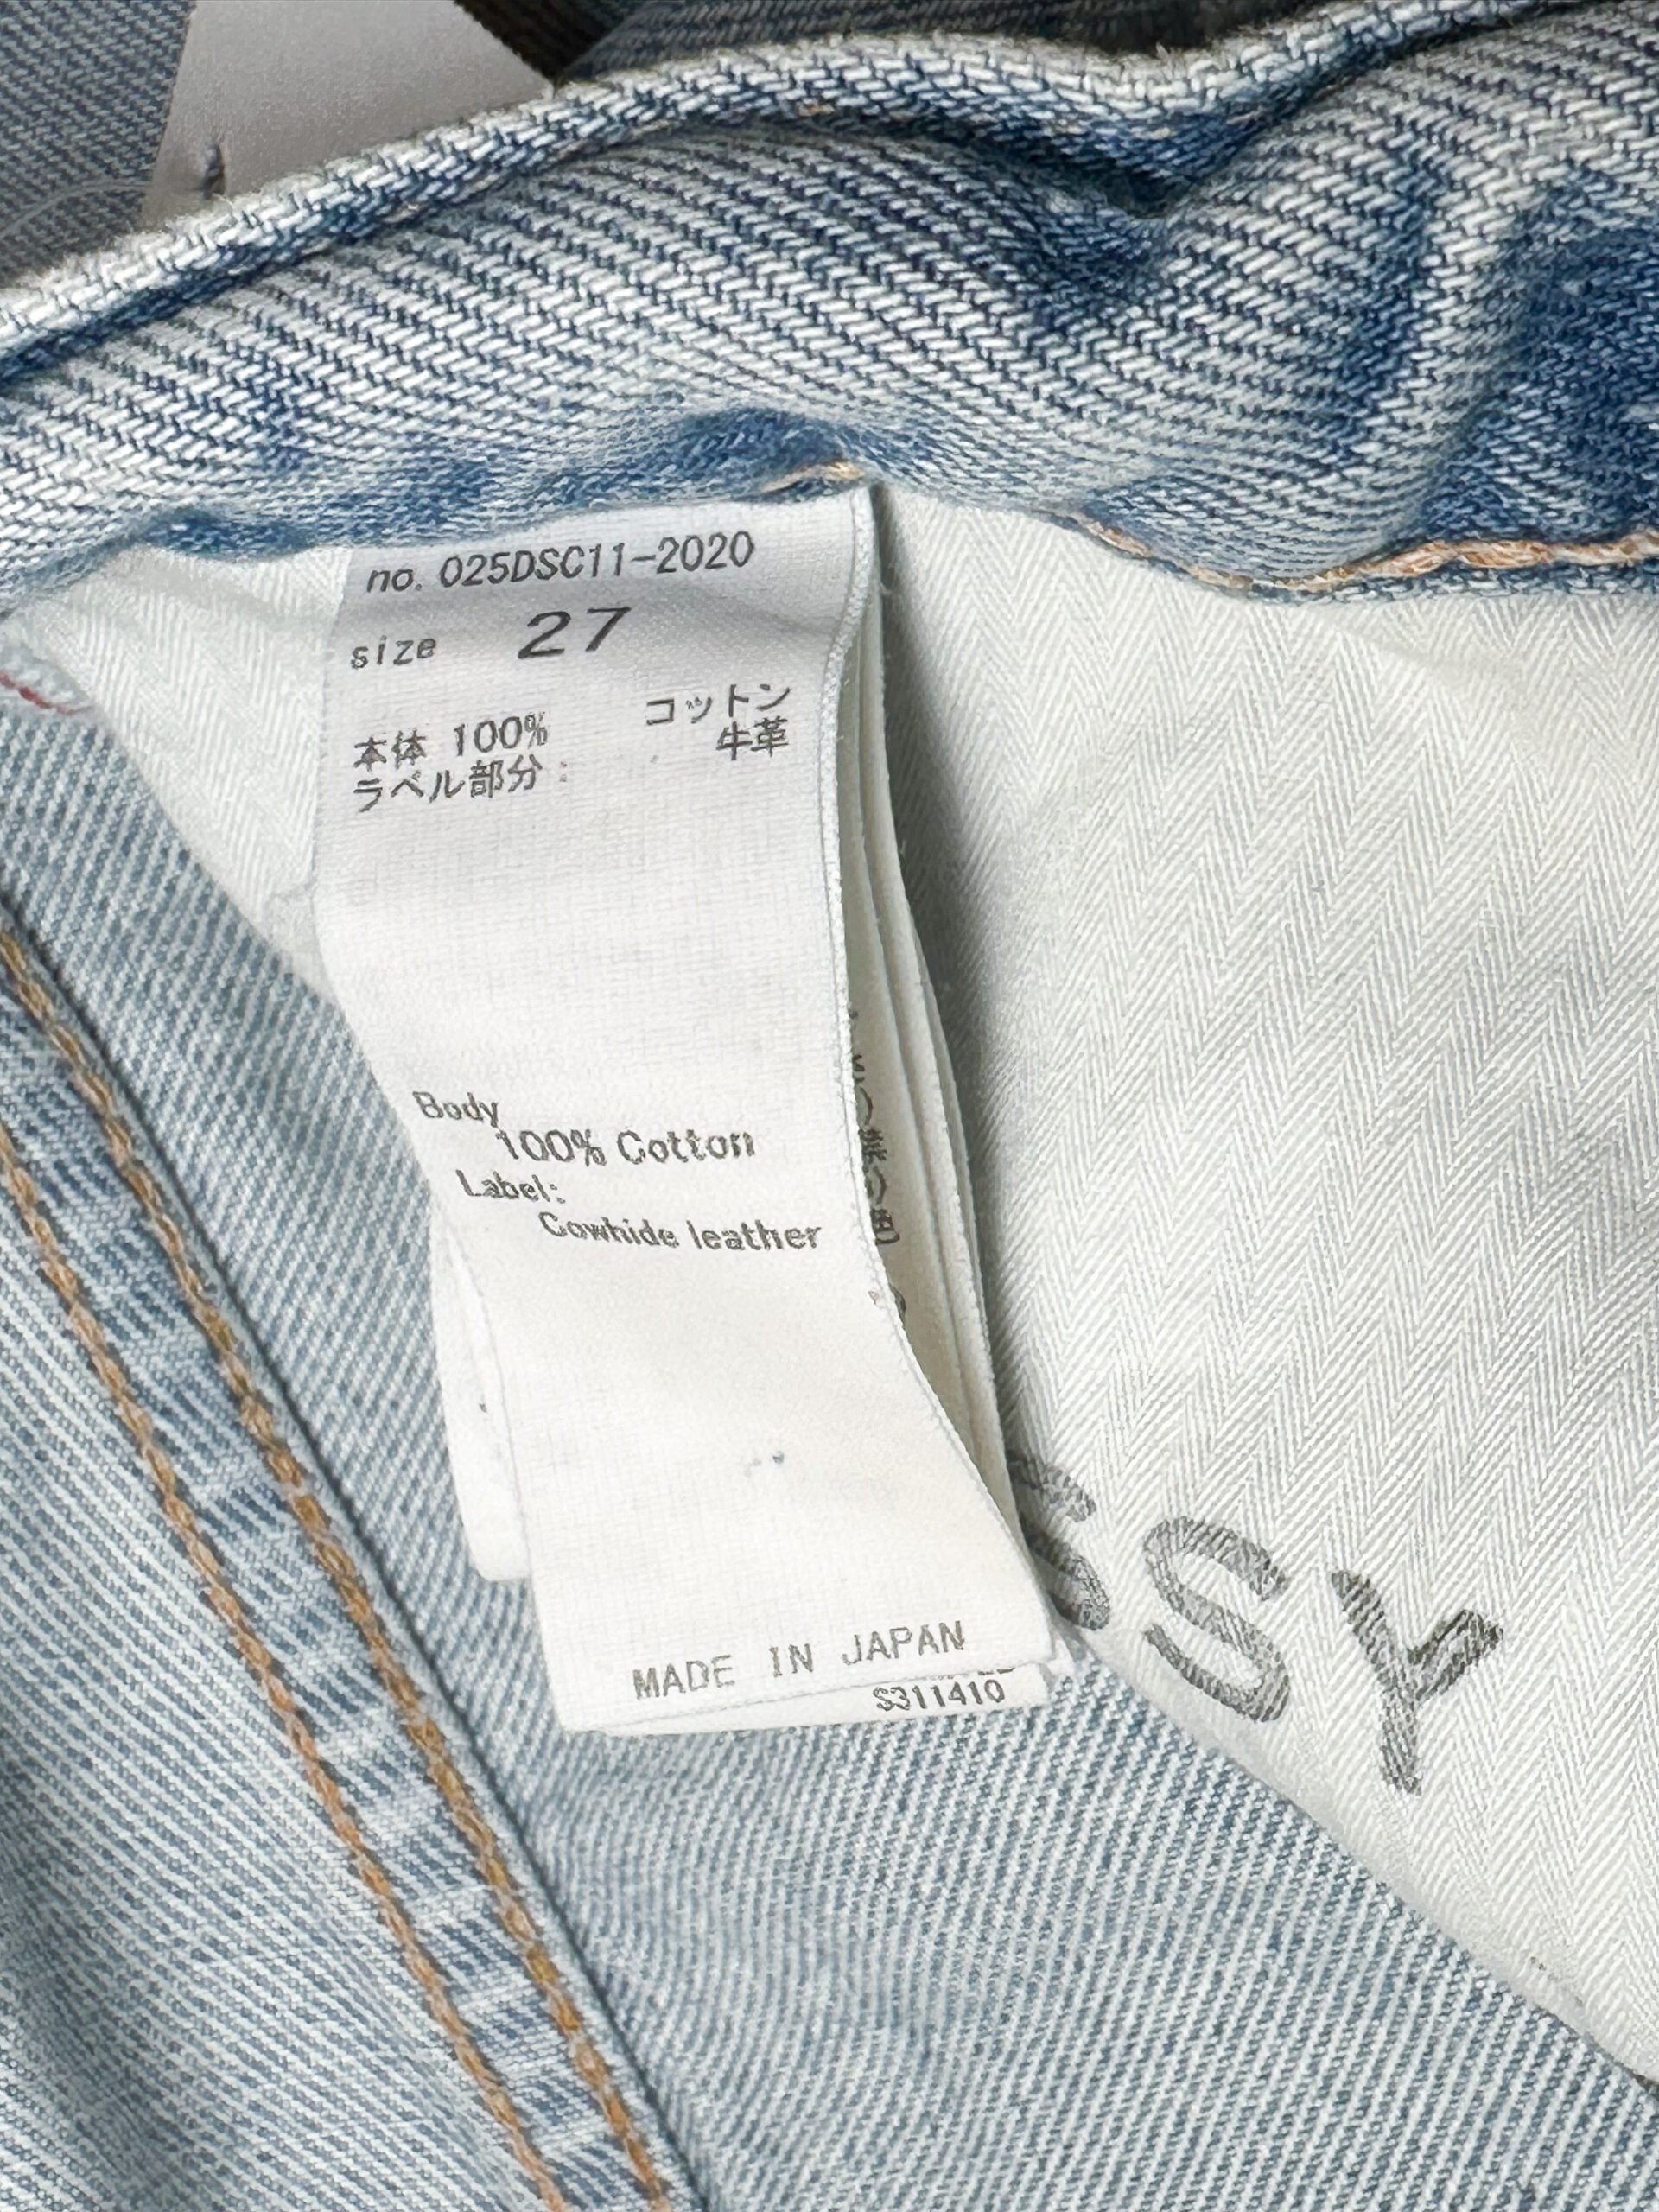 no. 025DSC11-2020
size 27
本体 100% コットン
ラベル部分: 牛革
Body
100% Cotton
Label:
Cowhide leather
MADE IN JAPAN
S311410
SSY